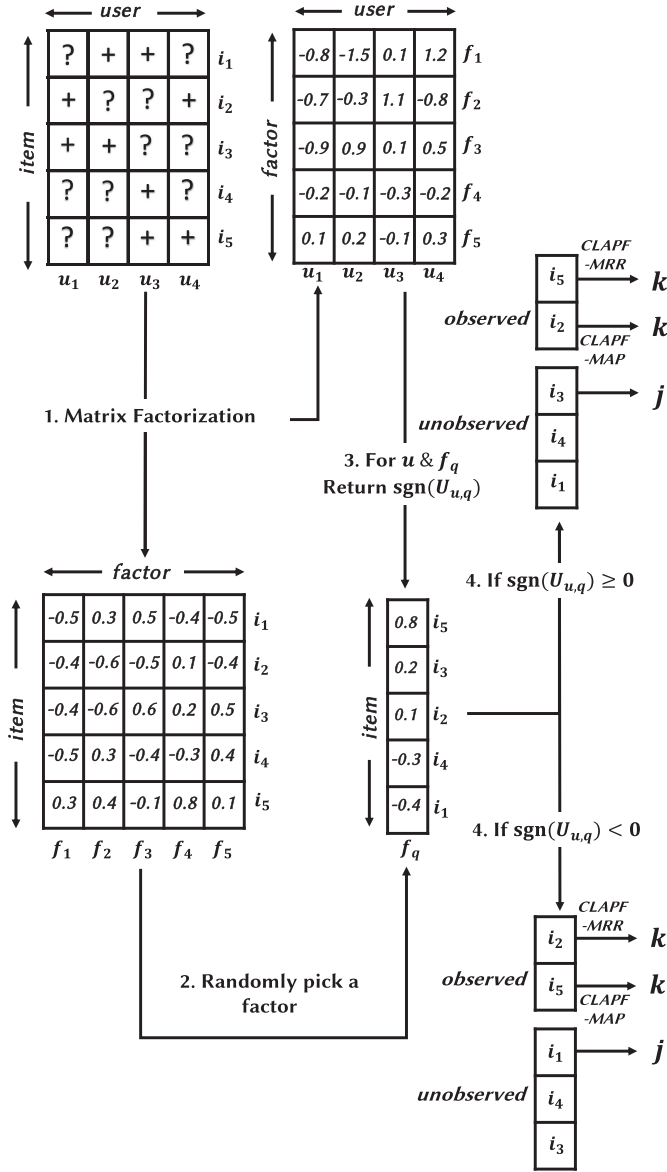 user
? + + ? i1
+ ? ? + i2
+ + ? ? i3
? ? + ? i4
? ? + + i5
item
u1 u2 u3 u4
user
-0.8 -1.5 0.1 1.2 f1
-0.7 -0.3 1.1 -0.8 f2
-0.9 0.9 0.1 0.5 f3
-0.2 -0.1 -0.3 -0.2 f4
0.1 0.2 -0.1 0.3 f5
factor
u1 u2 u3 u4
1. Matrix Factorization
3. For u & fq
Return sgn(Uu,q)
factor
-0.5 0.3 0.5 -0.4 -0.5 i1
-0.4 -0.6 -0.5 0.1 -0.4 i2
-0.4 -0.6 0.6 0.2 0.5 i3
-0.5 0.3 -0.4 -0.3 0.4 i4
0.3 0.4 -0.1 0.8 0.1 i5
item
f1 f2 f3 f4 f5
2. Randomly pick a
factor
0.8 i5
0.2 i3
0.1 i2
-0.3 i4
-0.4 i1
item
fq
CLAPF
-MRR
i5 k
observed
i2 k
CLAPF
-MAP
i3 j
unobserved
i4
i1
4. If sgn(Uu,q) ≥ 0
4. If sgn(Uu,q) < 0
CLAPF
-MRR
i2 k
observed
i5 k
CLAPF
-MAP
i1 j
unobserved
i4
i3